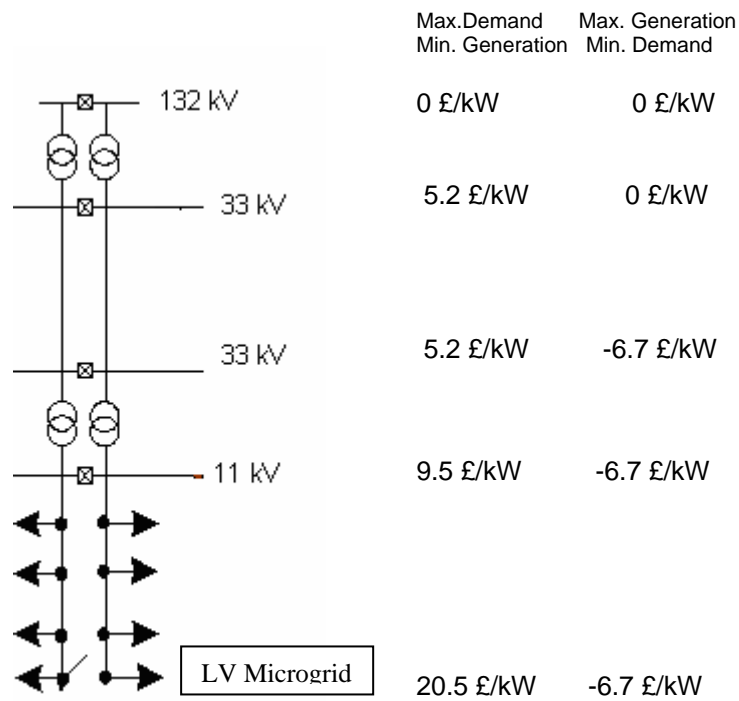 Max.Demand Max. Generation
Min. Generation Min. Demand
132 kV 0 £/kW 0 £/kW
33 kV 5.2 £/kW 0 £/kW
33 kV 5.2 £/kW -6.7 £/kW
11 kV 9.5 £/kW -6.7 £/kW
LV Microgrid 20.5 £/kW -6.7 £/kW